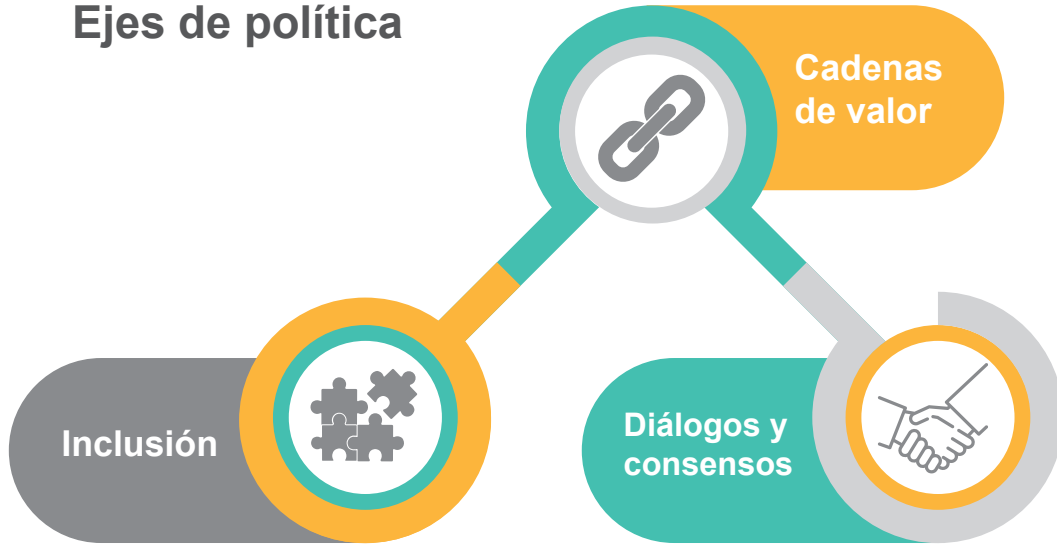 Ejes de política
Cadenas
de valor
Inclusión
Diálogos y
consensos